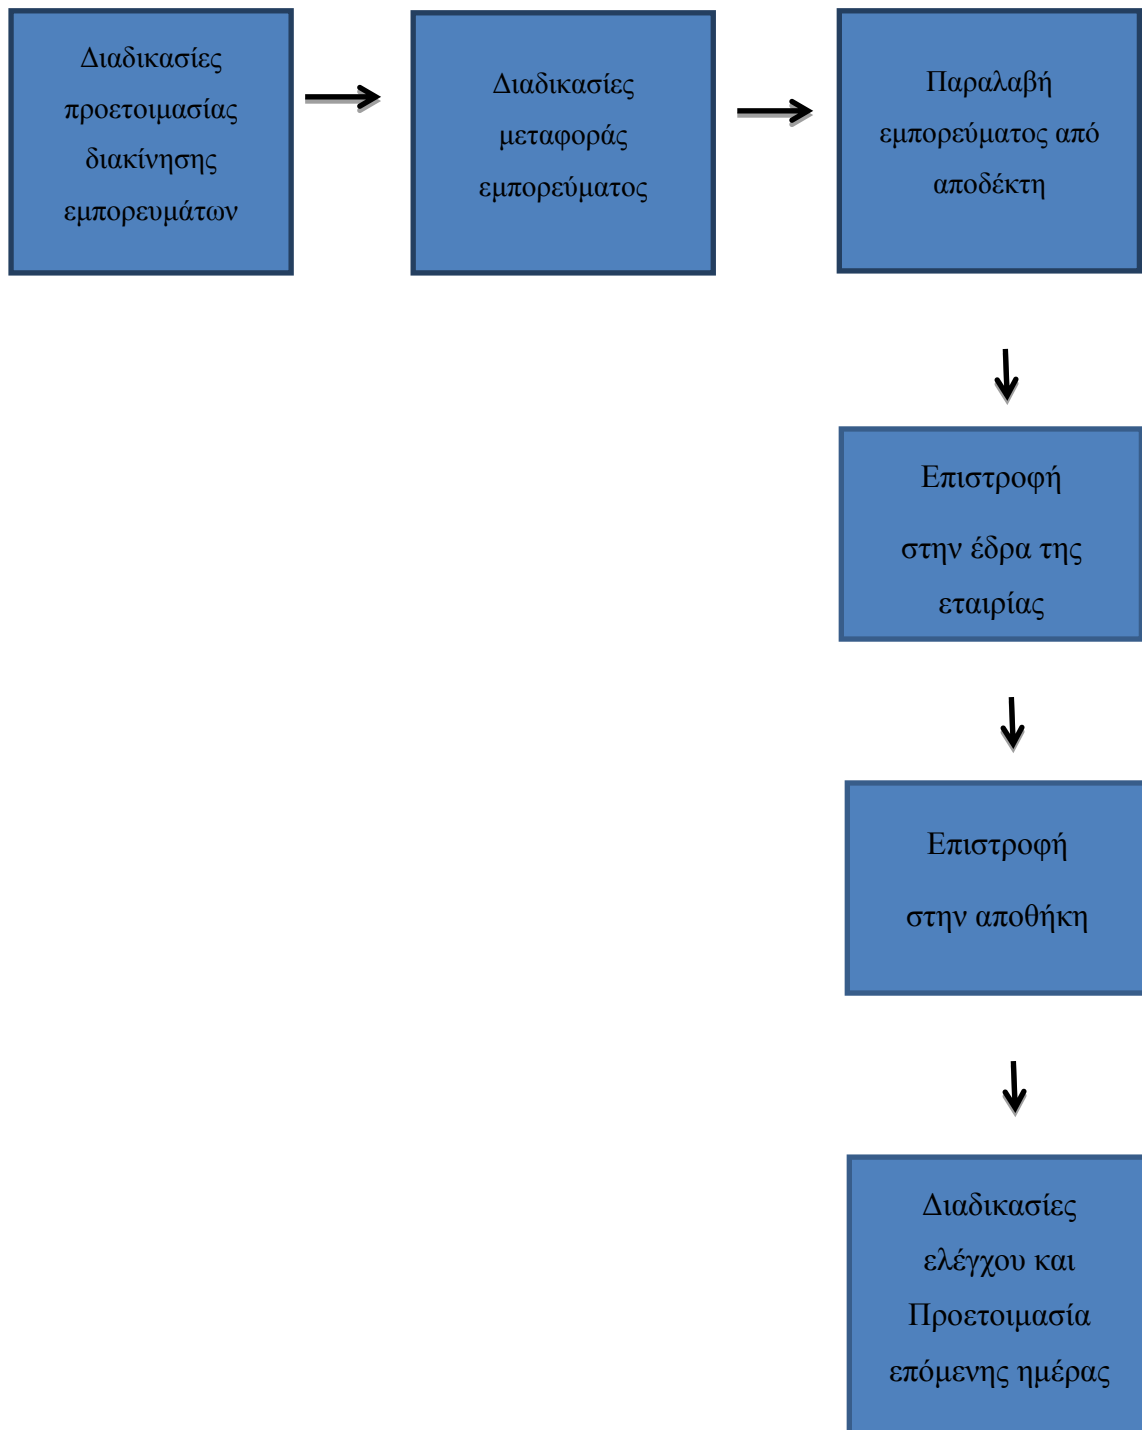 Διαδικασίες
προετοιμασίας
διακίνησης
εμπορευμάτων
Διαδικασίες
μεταφοράς
εμπορεύματος
Παραλαβή
εμπορεύματος από
αποδέκτη
Επιστροφή
στην έδρα της
εταιρίας
Επιστροφή
στην αποθήκη
Διαδικασίες
ελέγχου και
Προετοιμασία
επόμενης ημέρας